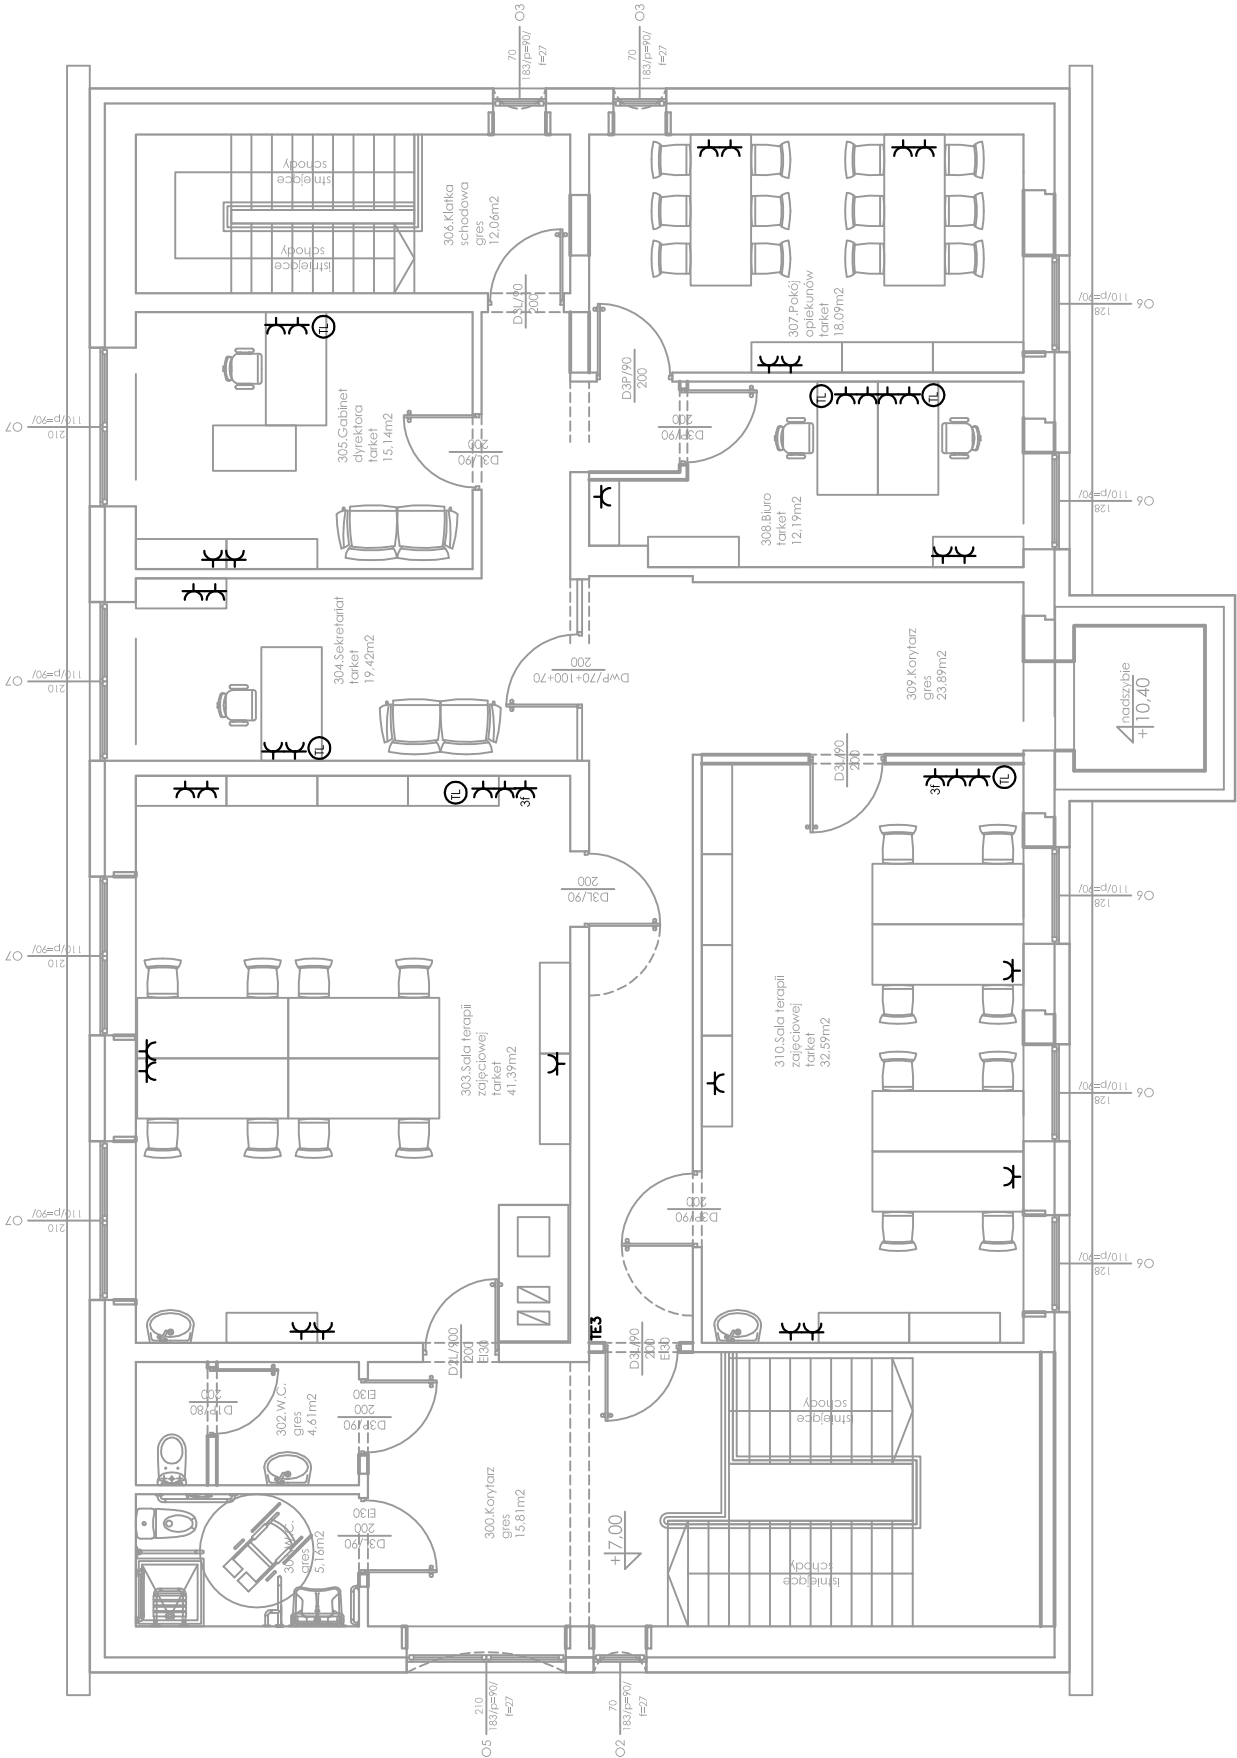 O3
70
183/p=90/
f=27
O3
70
183/p=90/
f=27
istniejące
schody
istniejące
schody
306.Klatka
schodowa
gres
12,06m2
D3L/90
200
307.Pokój
opiekunów
tarket
18,09m2
D3P/90
200
TL
305.Gabinet
dyrektora
tarket
15,14m2
D3L/90
200
D3P/90
200
TL
TL
308.Biuro
tarket
12,19m2
O7
210
110/p=90/
O6
128
110/p=90/
O6
128
110/p=90/
304.Sekretariat
tarket
19,42m2
TL
DwP/70+100+70
200
309.Korytarz
gres
23,89m2
nadszybie
+10,40
O7
210
110/p=90/
TL
3f
D3L/90
200
3f
TL
D3L/90
200
O7
210
110/p=90/
O6
128
110/p=90/
303.Sala terapii
zajęciowej
tarket
41,39m2
310.Sala terapii
zajęciowej
tarket
32,59m2
O6
128
110/p=90/
O7
210
110/p=90/
D3P/90
200
O6
128
110/p=90/
TE3
D2L/900
200
EI30
D3L/90
200
EI30
D1P/80
200
302.W.C.
gres
4,61m2
D3P/90
200
EI30
istniejące
schody
D3L/90
200
EI30
W.C.
gres
5,16m2
300.Korytarz
gres
15,81m2
+7,00
istniejące
schody
O5
210
183/p=90/
f=27
O2
70
183/p=90/
f=27